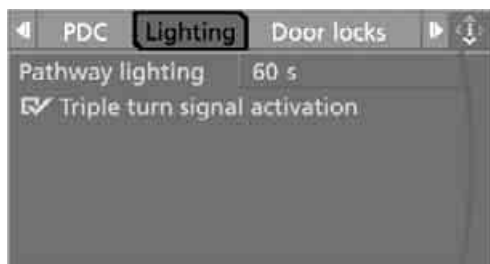 PDC Lighting Door locks
Pathway lighting 60 s
Triple turn signal activation